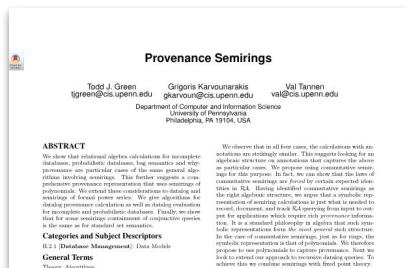 Provenance Semirings
Todd J. Green
tjgreen@cis.upenn.edu
Grigoris Karvounarakis
gkarvoun@cis.upenn.edu
Val Tannen
val@cis.upenn.edu
Department of Computer and Information Science
University of Pennsylvania
Philadelphia, PA 19104, USA
ABSTRACT
We show that relational algebra calculations for incomplete
databases, probabilistic databases, bag semantics and why-
provenance are particular cases of the same general algo-
rithms involving semirings. This further suggests a com-
prehensive provenance representation that uses semirings of
polynomials. We extend these considerations to datalog and
semirings of formal power series. We give algorithms for
datalog provenance calculation as well as datalog evaluation
for incomplete and probabilistic databases. Finally, we show
that for some semirings containment of conjunctive queries
is the same as for standard set semantics.
Categories and Subject Descriptors
H.2.1 [Database Management]: Data Models
General Terms
Theory, Algorithms
We observe that in all four cases, the calculations with an-
notations are strikingly similar. This suggests looking for an
algebraic structure on annotations that captures the above
as particular cases. We propose using commutative semi-
rings for this purpose. In fact, we can show that the laws of
commutative semirings are forced by certain expected iden-
tities in RA. Having identified commutative semirings as
the right algebraic structure, we argue that a symbolic rep-
resentation of semiring calculations is just what is needed to
record, document, and track RA querying from input to out-
put for applications which require rich provenance informa-
tion. It is a standard philosophy in algebra that such sym-
bolic representations form the most general such structure.
In the case of commutative semirings, just as for rings, the
symbolic representation is that of polynomials. We therefore
propose to use polynomials to capture provenance. Next we
look to extend our approach to recursive datalog queries. To
achieve this we combine semirings with fixed point theory.